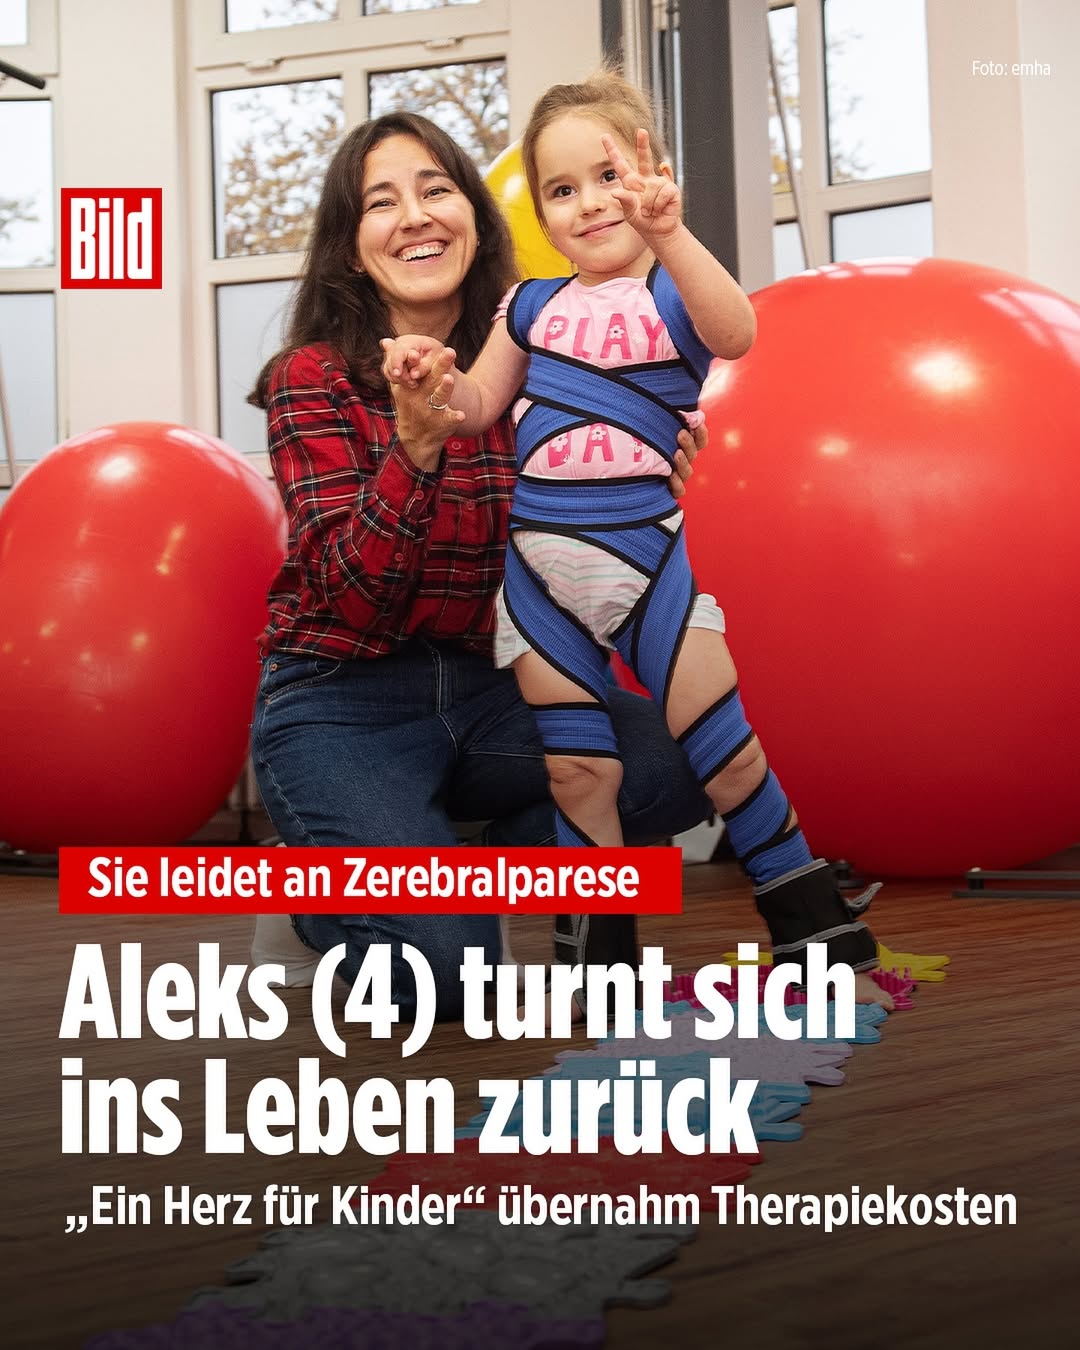 Foto: emha
Bild
PLAY
DAY
Sie leidet an Zerebralparese
Aleks (4) turnt sich
ins Leben zurück
„Ein Herz für Kinder“ übernahm Therapiekosten